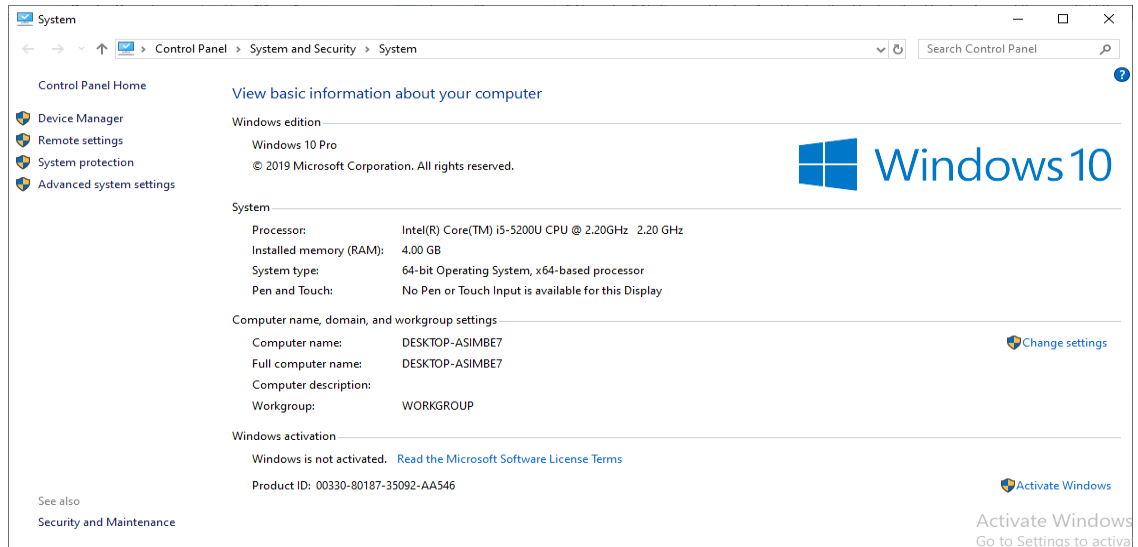 System
Control Panel > System and Security > System
Search Control Panel
Control Panel Home
Device Manager
Remote settings
System protection
Advanced system settings
?
View basic information about your computer
Windows edition
Windows 10 Pro
© 2019 Microsoft Corporation. All rights reserved.
Windows 10
System
Processor: Intel(R) Core(TM) i5-5200U CPU @ 2.20GHz 2.20 GHz
Installed memory (RAM): 4.00 GB
System type: 64-bit Operating System, x64-based processor
Pen and Touch: No Pen or Touch Input is available for this Display
Computer name, domain, and workgroup settings
Computer name: DESKTOP-ASIMBE7
Change settings
Full computer name: DESKTOP-ASIMBE7
Computer description:
Workgroup: WORKGROUP
Windows activation
Windows is not activated. Read the Microsoft Software License Terms
Product ID: 00330-80187-35092-AA546
Activate Windows
See also
Security and Maintenance
Activate Windows
Go to Settings to activa